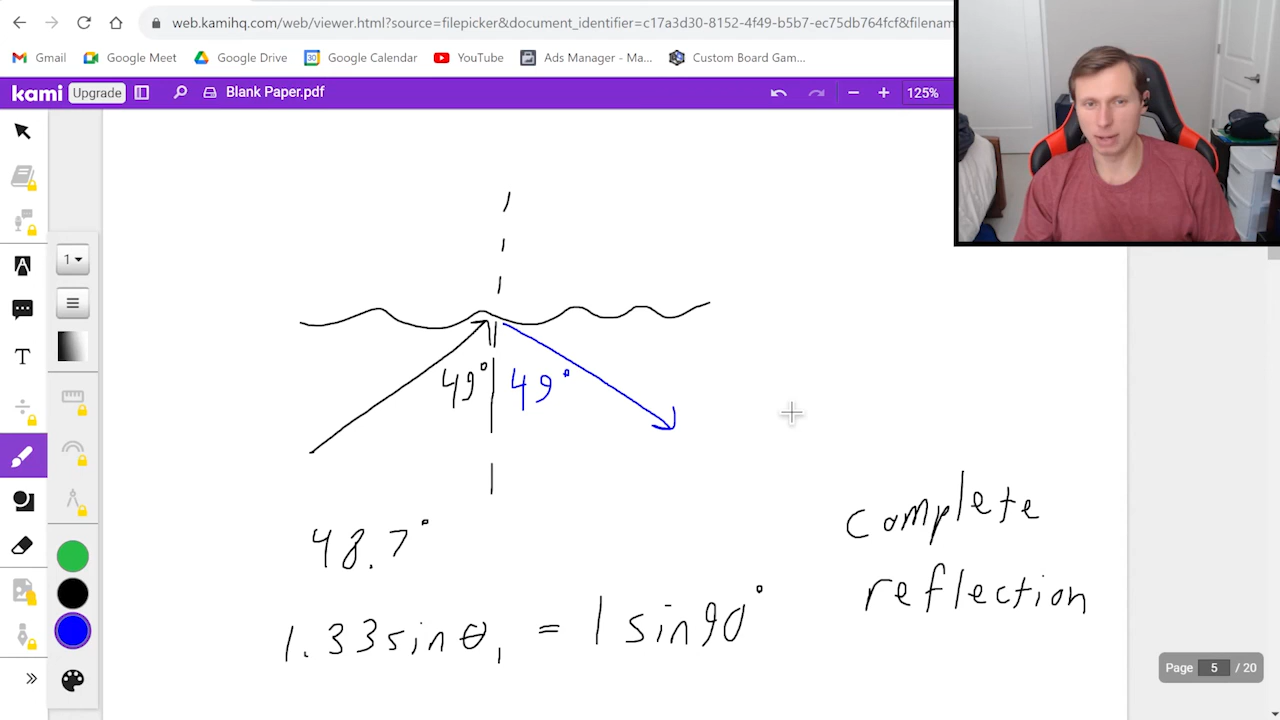 web.kamihq.com/web/viewer.html?source=filepicker&document_identifier=c17a3d30-8152-4f49-b5b7-ec75db764fcf&filenam
Gmail Google Meet Google Drive 30 Google Calendar YouTube Ads Manager - Ma... Custom Board Gam...
kami Upgrade Blank Paper.pdf 125%
1
A
T
49° 49°
48.7°
complete
reflection
1.33sinθ₁ = 1 sin90°
Page 5 / 20